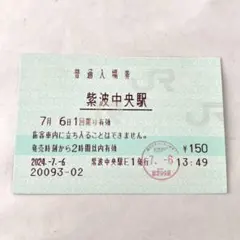 普通入場券
紫波中央駅
7月 6日1回限り有効
旅客車内に立ち入ることはできません。
発売時刻から2時間以内有効
¥150
2024.-7.-6 紫波中央駅E1発行 13:49
20093-02
7.-6